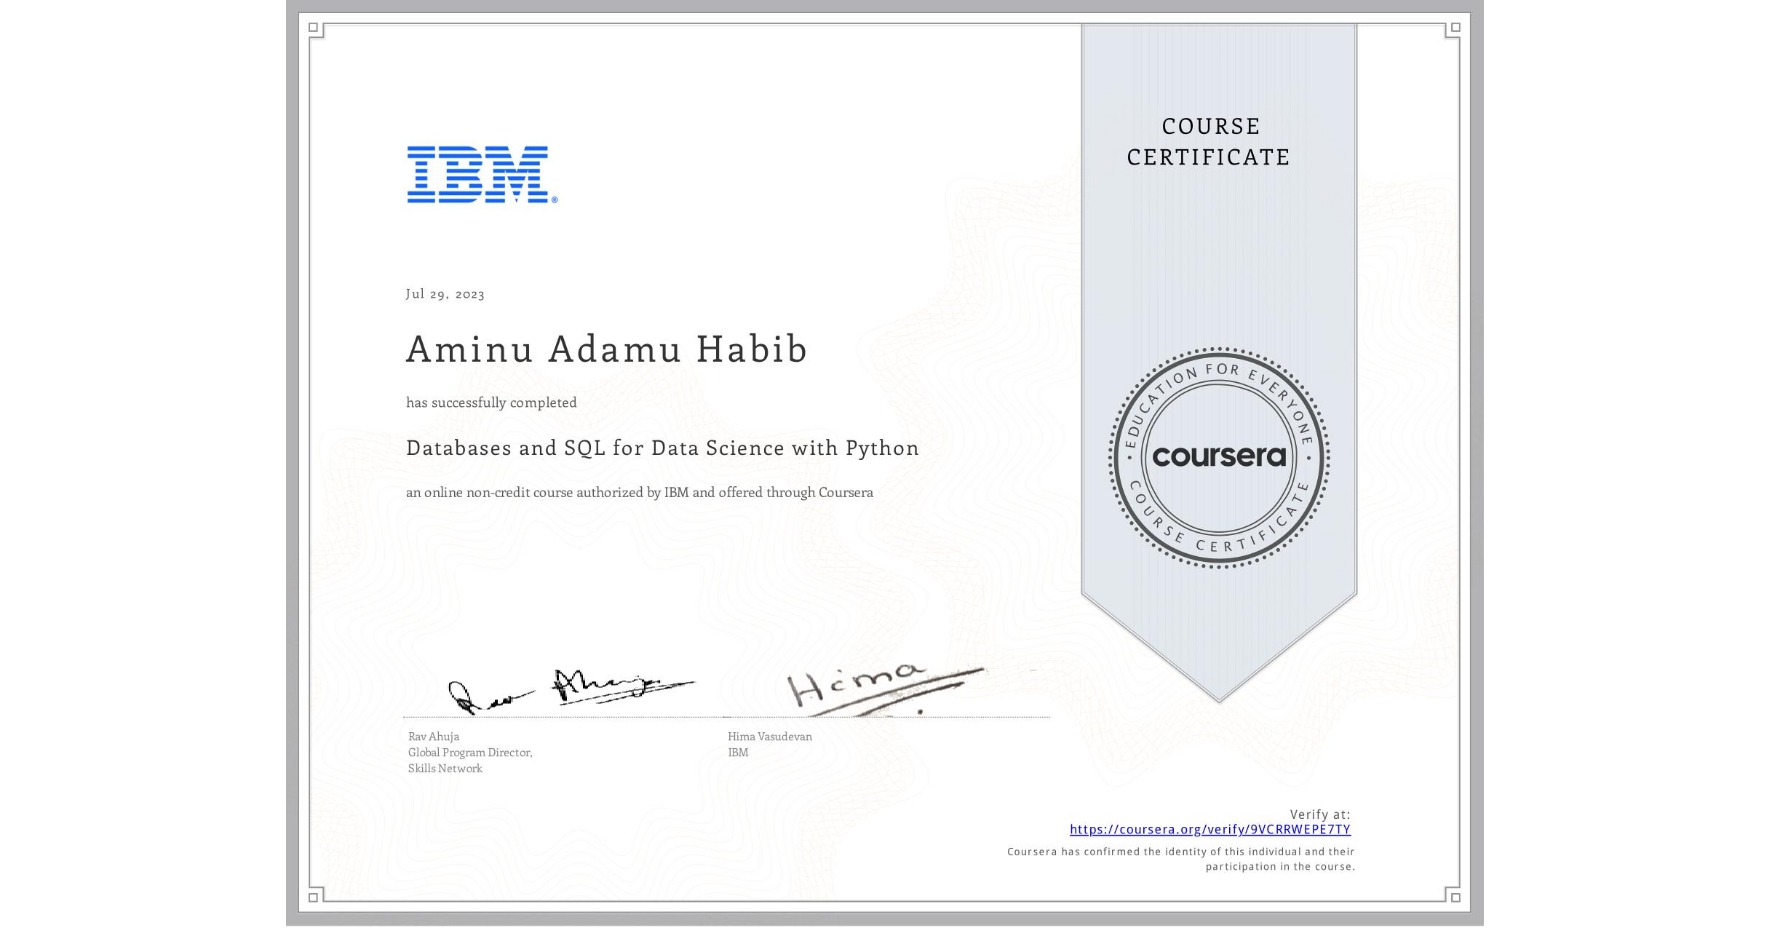 COURSE
CERTIFICATE
IBM®
Jul 29, 2023
Aminu Adamu Habib
has successfully completed
Databases and SQL for Data Science with Python
an online non-credit course authorized by IBM and offered through Coursera
EDUCATION FOR EVERYONE
coursera
COURSE CERTIFICATE
Rav Ahuja
Hima
Rav Ahuja
Global Program Director,
Skills Network
Hima Vasudevan
IBM
Verify at:
https://coursera.org/verify/9VCRRWEPE7TY
Coursera has confirmed the identity of this individual and their
participation in the course.